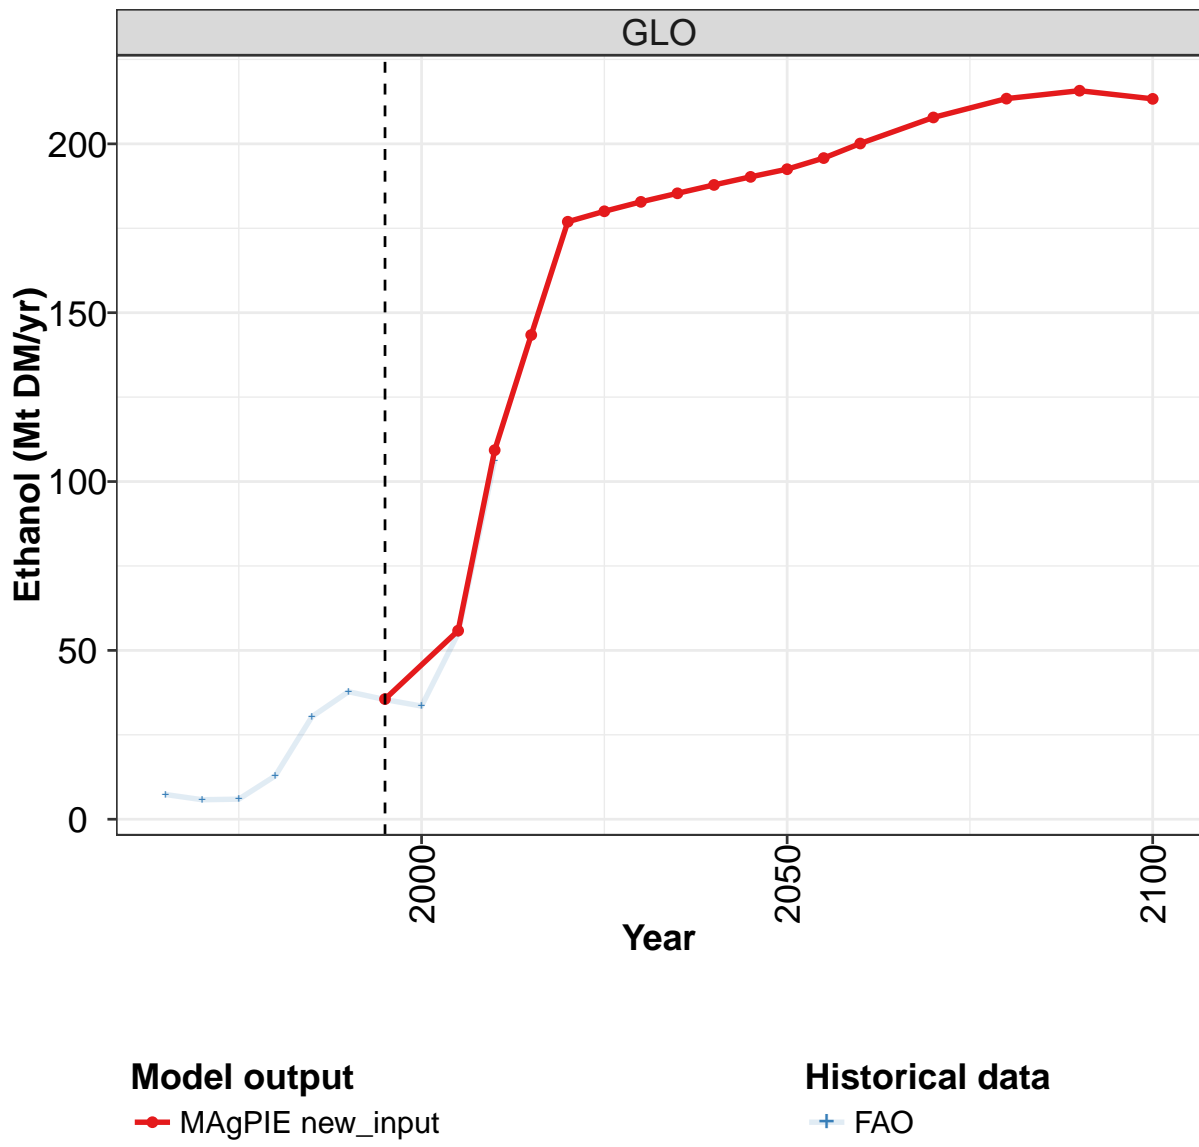 GLO
Ethanol (Mt DM/yr)
200
150
100
50
0
2000
2050
2100
Year
Model output
MAgPIE new_input
Historical data
FAO